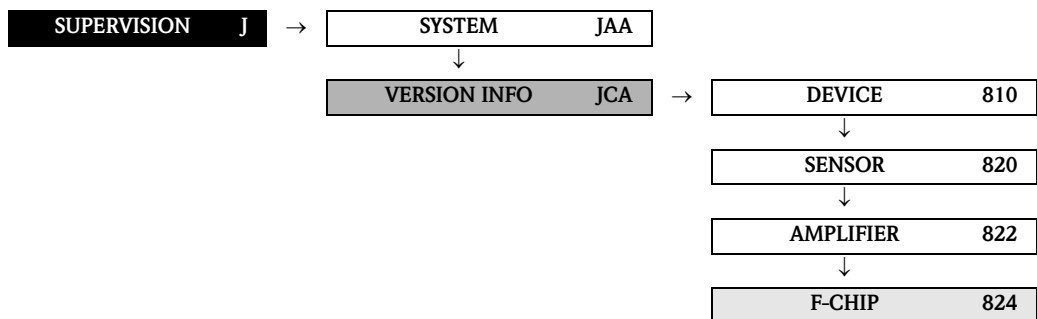 SUPERVISION J → SYSTEM JAA
↓
VERSION INFO JCA → DEVICE 810
↓
SENSOR 820
↓
AMPLIFIER 822
↓
F-CHIP 824